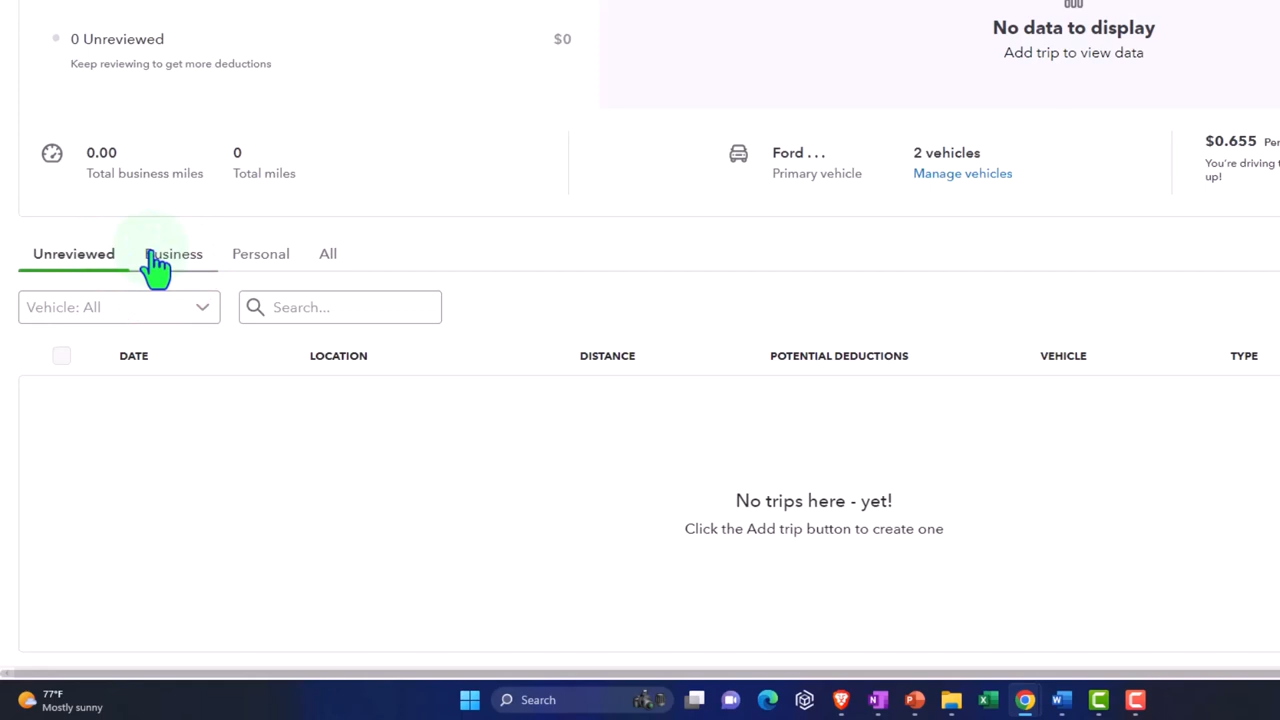 No data to display
0 Unreviewed $0
Add trip to view data
Keep reviewing to get more deductions
0.00 0 Ford . . . 2 vehicles $0.655 Per
Total business miles Total miles Primary vehicle Manage vehicles You're driving
up!
Unreviewed Business Personal All
Vehicle: All Search...
DATE LOCATION DISTANCE POTENTIAL DEDUCTIONS VEHICLE TYPE
No trips here - yet!
Click the Add trip button to create one
77°F
Mostly sunny
Search